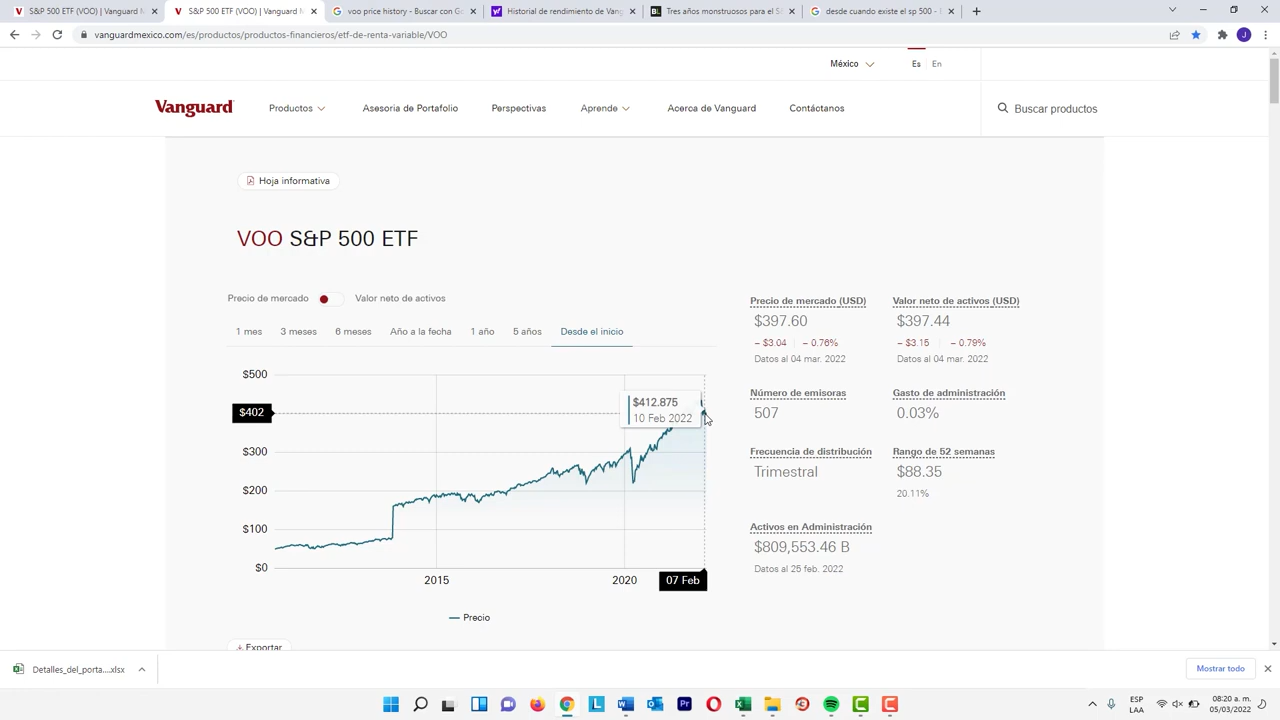 S&P 500 ETF (VOO) | Vanguard M
S&P 500 ETF (VOO) | Vanguard M
voo price history - Buscar con Go
Historial de rendimiento de Vang
Tres años monstruosos para el S&
desde cuando existe el sp 500 - B
vanguardmexico.com/es/productos/productos-financieros/etf-de-renta-variable/VOO
J
México
Es
En
Vanguard
Productos
Asesoria de Portafolio
Perspectivas
Aprende
Acerca de Vanguard
Contáctanos
Buscar productos
Hoja informativa
VOO S&P 500 ETF
Precio de mercado
Valor neto de activos
1 mes
3 meses
6 meses
Año a la fecha
1 año
5 años
Desde el inicio
$500
$402
$300
$200
$100
$0
$412.875
10 Feb 2022
2015
2020
07 Feb
Precio
Exportar
Precio de mercado (USD)
$397.60
– $3.04 | – 0.76%
Datos al 04 mar. 2022
Valor neto de activos (USD)
$397.44
– $3.15 | – 0.79%
Datos al 04 mar. 2022
Número de emisoras
507
Gasto de administración
0.03%
Frecuencia de distribución
Trimestral
Rango de 52 semanas
$88.35
20.11%
Activos en Administración
$809,553.46 B
Datos al 25 feb. 2022
Detalles_del_porta....xlsx
Mostrar todo
ESP
LAA
08:20 a. m.
05/03/2022